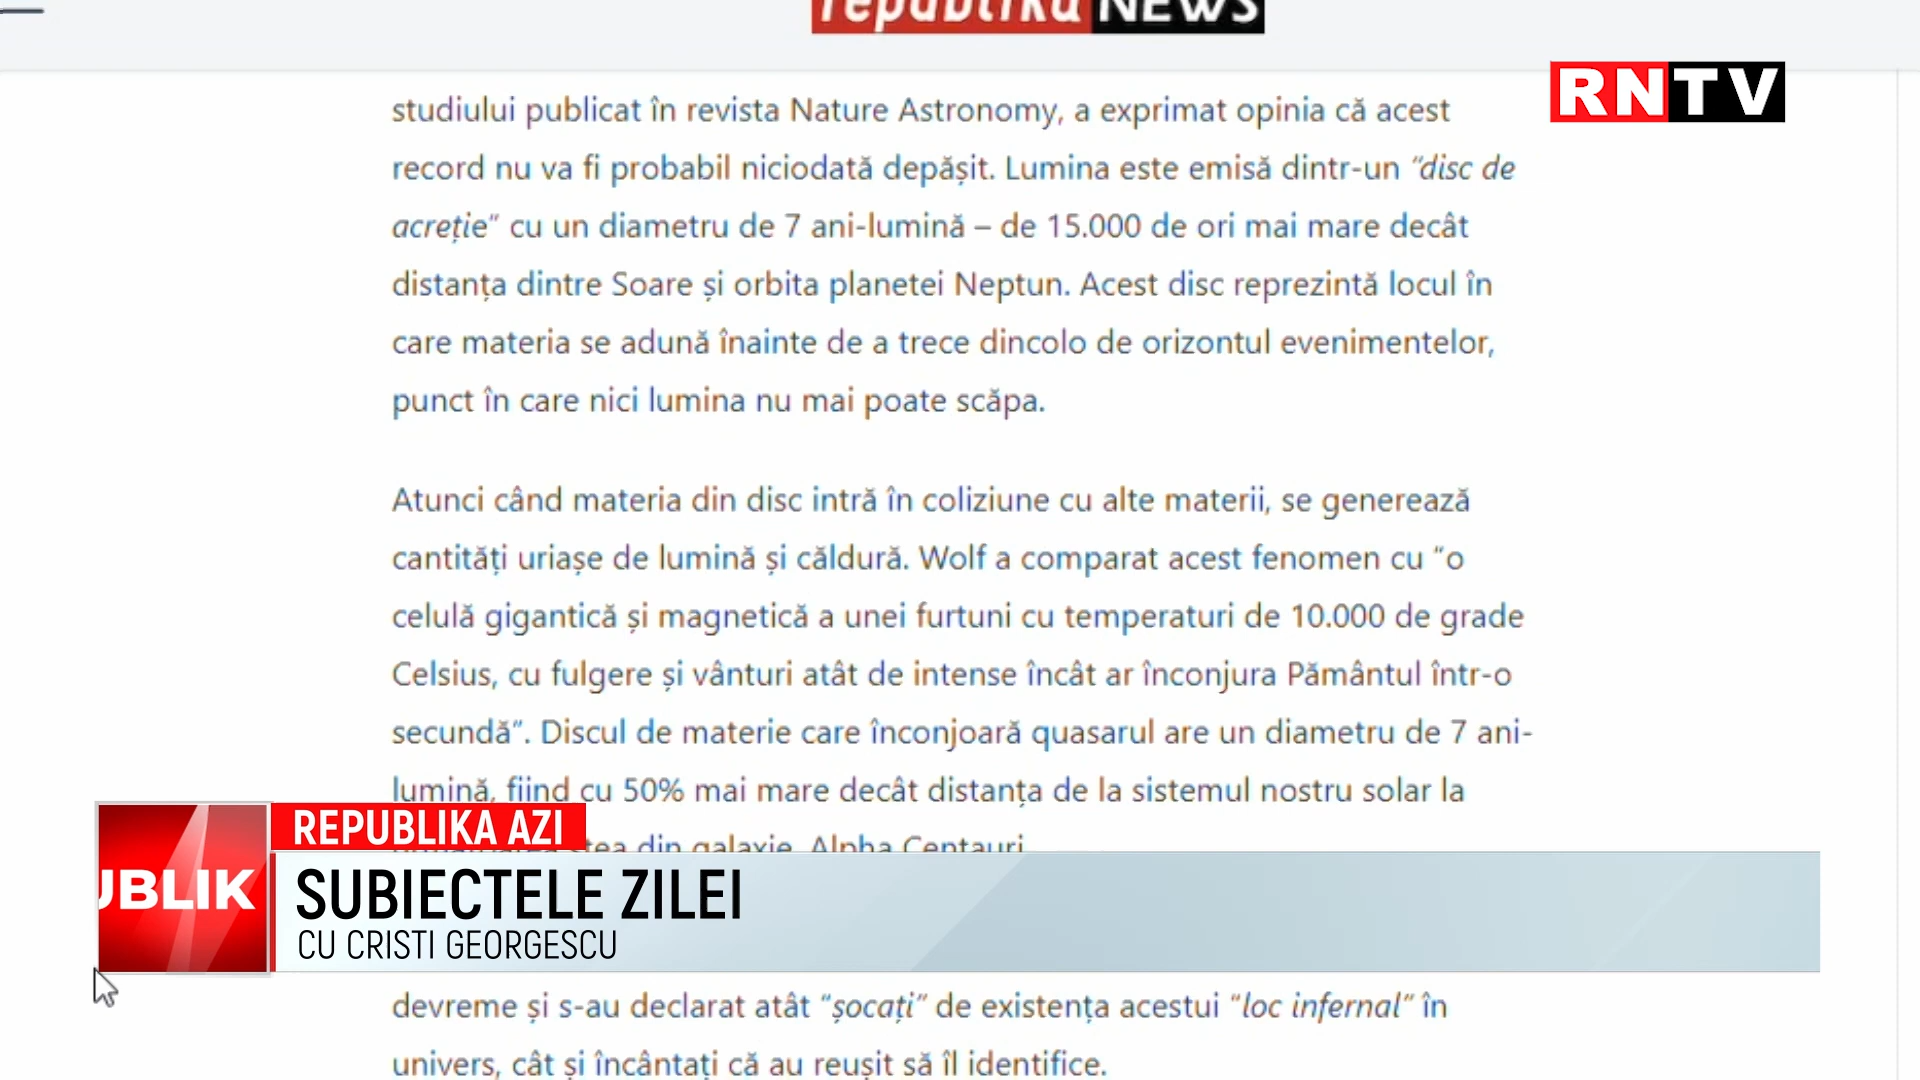 republika NEWS
RNTV
studiului publicat în revista Nature Astronomy, a exprimat opinia că acest
record nu va fi probabil niciodată depășit. Lumina este emisă dintr-un “disc de
acreție” cu un diametru de 7 ani-lumină – de 15.000 de ori mai mare decât
distanța dintre Soare și orbita planetei Neptun. Acest disc reprezintă locul în
care materia se adună înainte de a trece dincolo de orizontul evenimentelor,
punct în care nici lumina nu mai poate scăpa.
Atunci când materia din disc intră în coliziune cu alte materii, se generează
cantități uriașe de lumină și căldură. Wolf a comparat acest fenomen cu “o
celulă gigantică și magnetică a unei furtuni cu temperaturi de 10.000 de grade
Celsius, cu fulgere și vânturi atât de intense încât ar înconjura Pământul într-o
secundă”. Discul de materie care înconjoară quasarul are un diametru de 7 ani-
lumină, fiind cu 50% mai mare decât distanța de la sistemul nostru solar la
din galaxie, Alpha Centauri.
REPUBLIKA AZI
UBLIK
SUBIECTELE ZILEI
CU CRISTI GEORGESCU
devreme și s-au declarat atât “șocați” de existența acestui “loc infernal” în
univers, cât și încântați că au reușit să îl identifice.